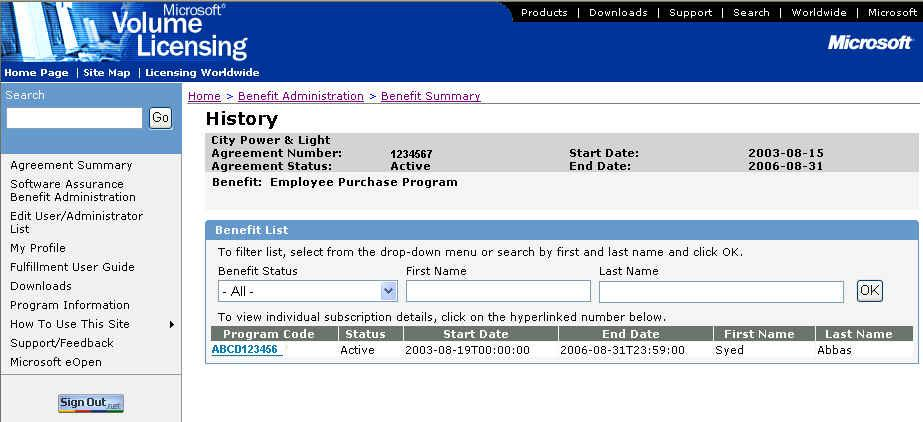 Microsoft®
Volume
Licensing
Products | Downloads | Support | Search | Worldwide | Microsoft
Microsoft®
Home Page | Site Map | Licensing Worldwide
Search
Go
Agreement Summary
Software Assurance
Benefit Administration
Edit User/Administrator
List
My Profile
Fulfillment User Guide
Downloads
Program Information
How To Use This Site
Support/Feedback
Microsoft eOpen
Sign Out .net
Home > Benefit Administration > Benefit Summary
History
City Power & Light
Agreement Number: 1234567 Start Date: 2003-08-15
Agreement Status: Active End Date: 2006-08-31
Benefit: Employee Purchase Program
Benefit List
To filter list, select from the drop-down menu or search by first and last name and click OK.
Benefit Status First Name Last Name
- All - OK
To view individual subscription details, click on the hyperlinked number below.
Program Code Status Start Date End Date First Name Last Name
ABCD123456 Active 2003-08-19T00:00:00 2006-08-31T23:59:00 Syed Abbas